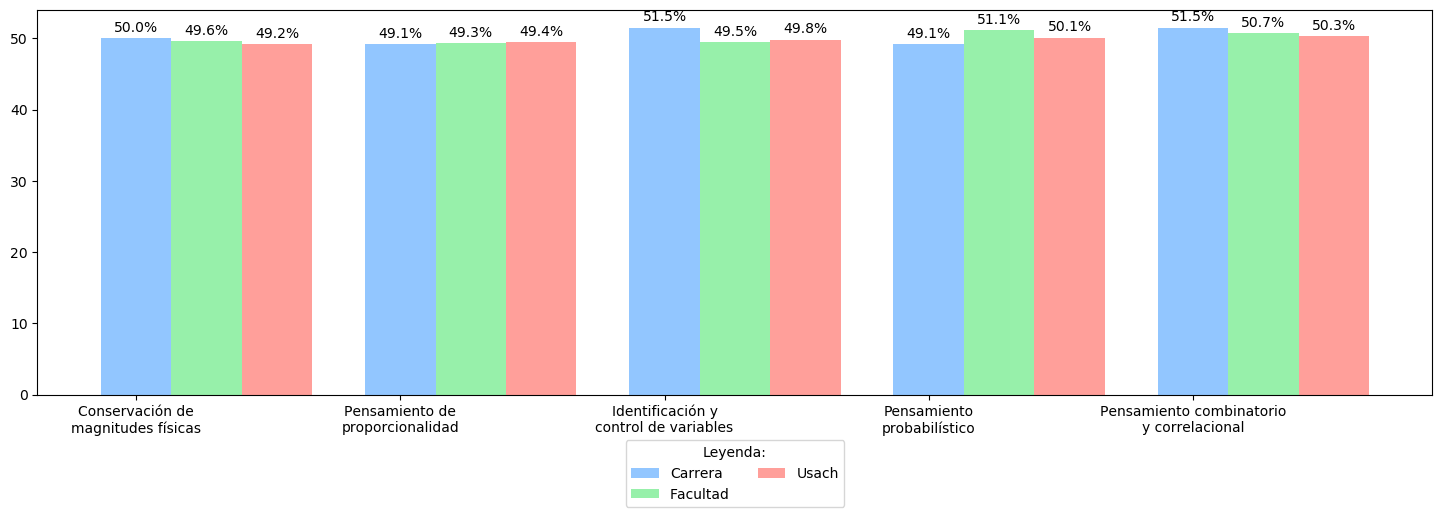 50
40
30
20
10
0
50.0%
49.6%
49.2%
49.1%
49.3%
49.4%
51.5%
49.5%
49.8%
49.1%
51.1%
50.1%
51.5%
50.7%
50.3%
Conservación de
magnitudes físicas
Pensamiento de
proporcionalidad
Identificación y
control de variables
Pensamiento
probabilístico
Pensamiento combinatorio
y correlacional
Leyenda:
Carrera
Facultad
Usach